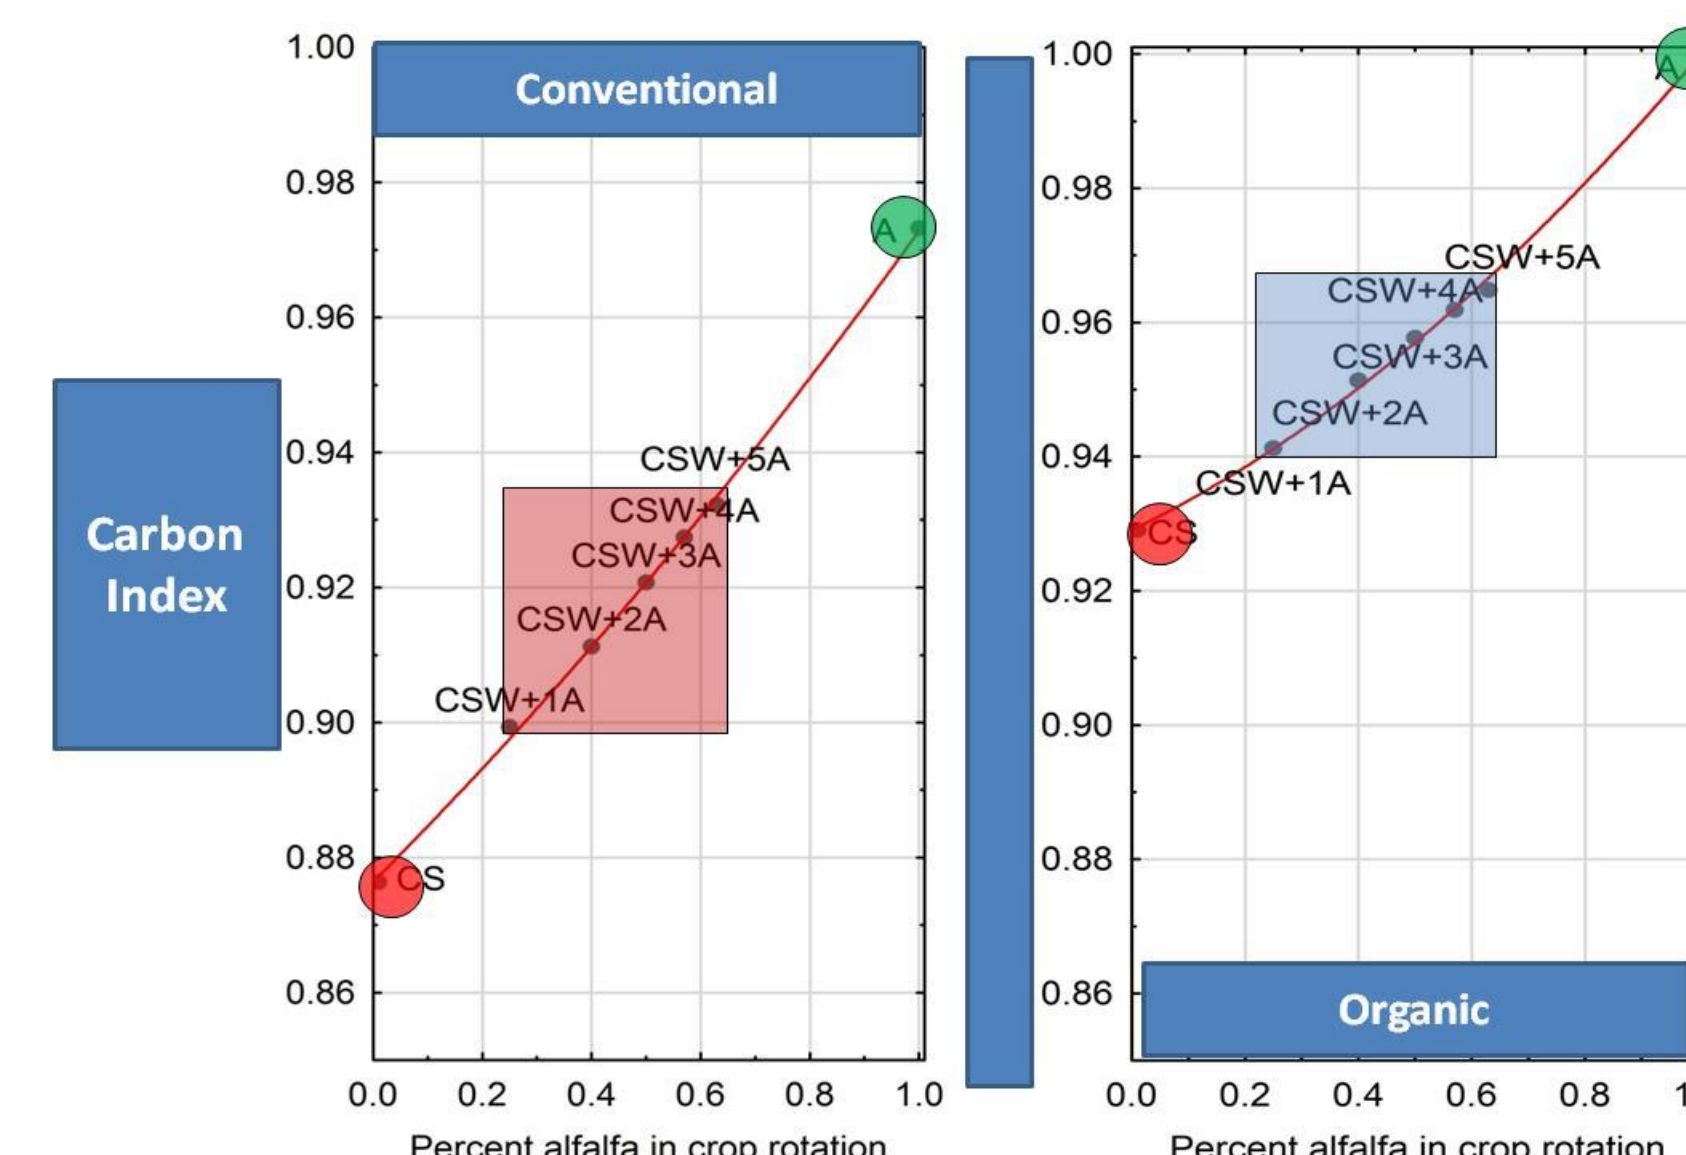 Conventional
Carbon
Index
1.00
0.98
0.96
0.94
0.92
0.90
0.88
0.86
A
CSW+5A
CSW+4A
CSW+3A
CSW+2A
CSW+1A
CS
0.0 0.2 0.4 0.6 0.8 1.0
Percent alfalfa in crop rotation
1.00
0.98
0.96
0.94
0.92
0.90
0.88
0.86
A
CSW+5A
CSW+4A
CSW+3A
CSW+2A
CSW+1A
CS
Organic
0.0 0.2 0.4 0.6 0.8 1
Percent alfalfa in crop rotation